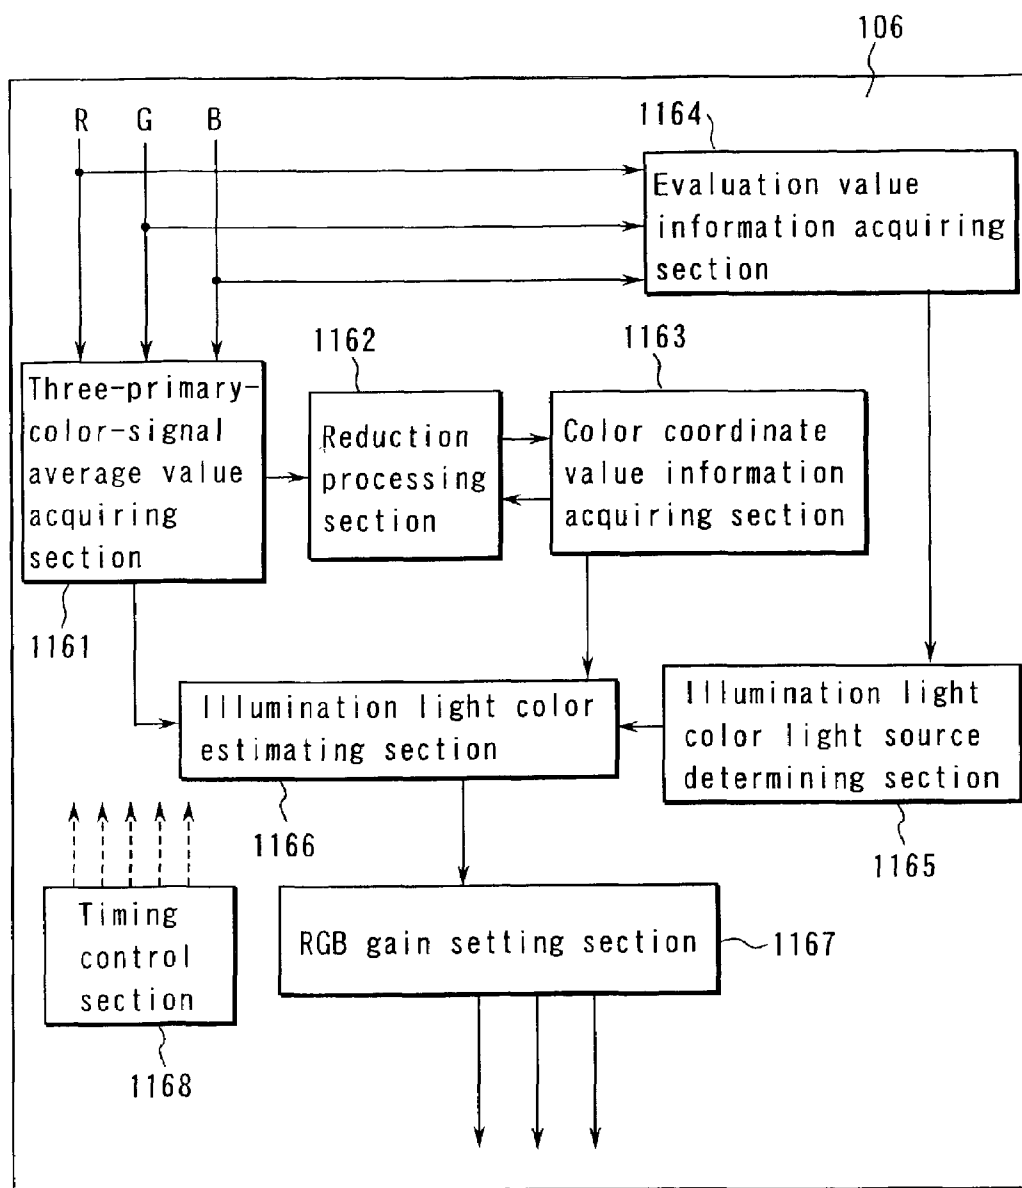 106
R G B
1164
Evaluation value
information acquiring
section
1162
1163
Three-primary-
color-signal
average value
acquiring
section
Reduction
processing
section
Color coordinate
value information
acquiring section
1161
Illumination light color
estimating section
Illumination light
color light source
determining section
1166
1165
Timing
control
section
RGB gain setting section
1167
1168